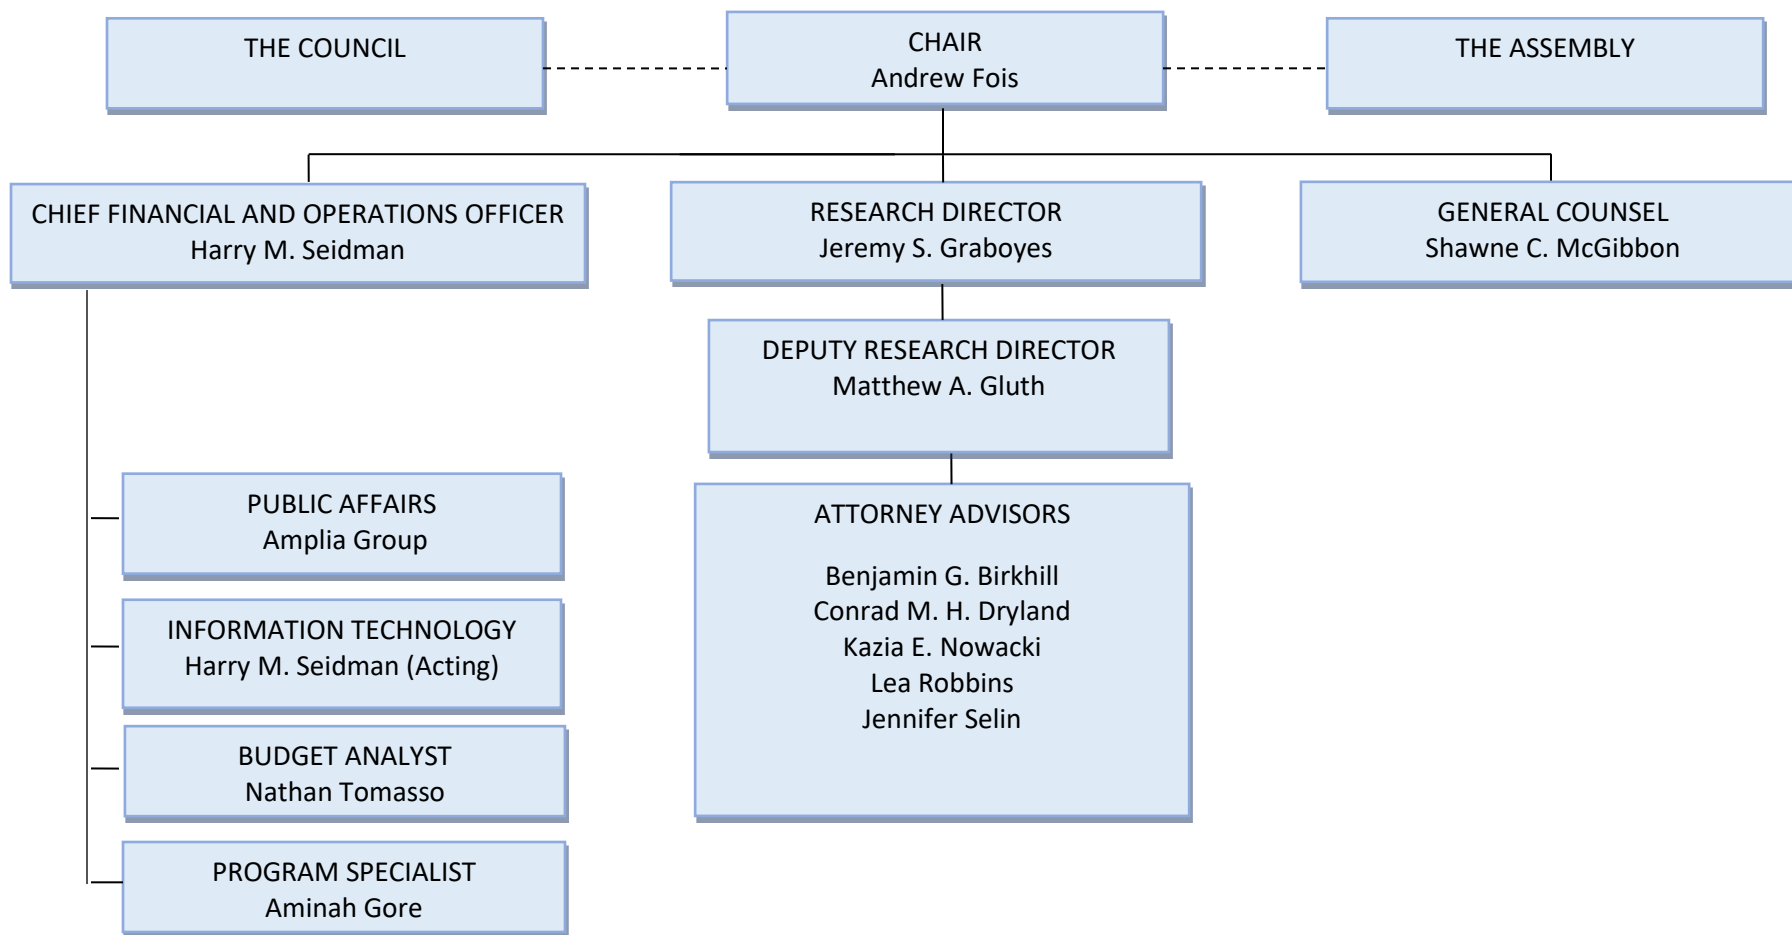 THE COUNCIL
CHAIR
Andrew Fois
THE ASSEMBLY
CHIEF FINANCIAL AND OPERATIONS OFFICER
Harry M. Seidman
RESEARCH DIRECTOR
Jeremy S. Graboyes
GENERAL COUNSEL
Shawne C. McGibbon
DEPUTY RESEARCH DIRECTOR
Matthew A. Gluth
PUBLIC AFFAIRS
Amplia Group
INFORMATION TECHNOLOGY
Harry M. Seidman (Acting)
BUDGET ANALYST
Nathan Tomasso
PROGRAM SPECIALIST
Aminah Gore
ATTORNEY ADVISORS
Benjamin G. Birkhill
Conrad M. H. Dryland
Kazia E. Nowacki
Lea Robbins
Jennifer Selin